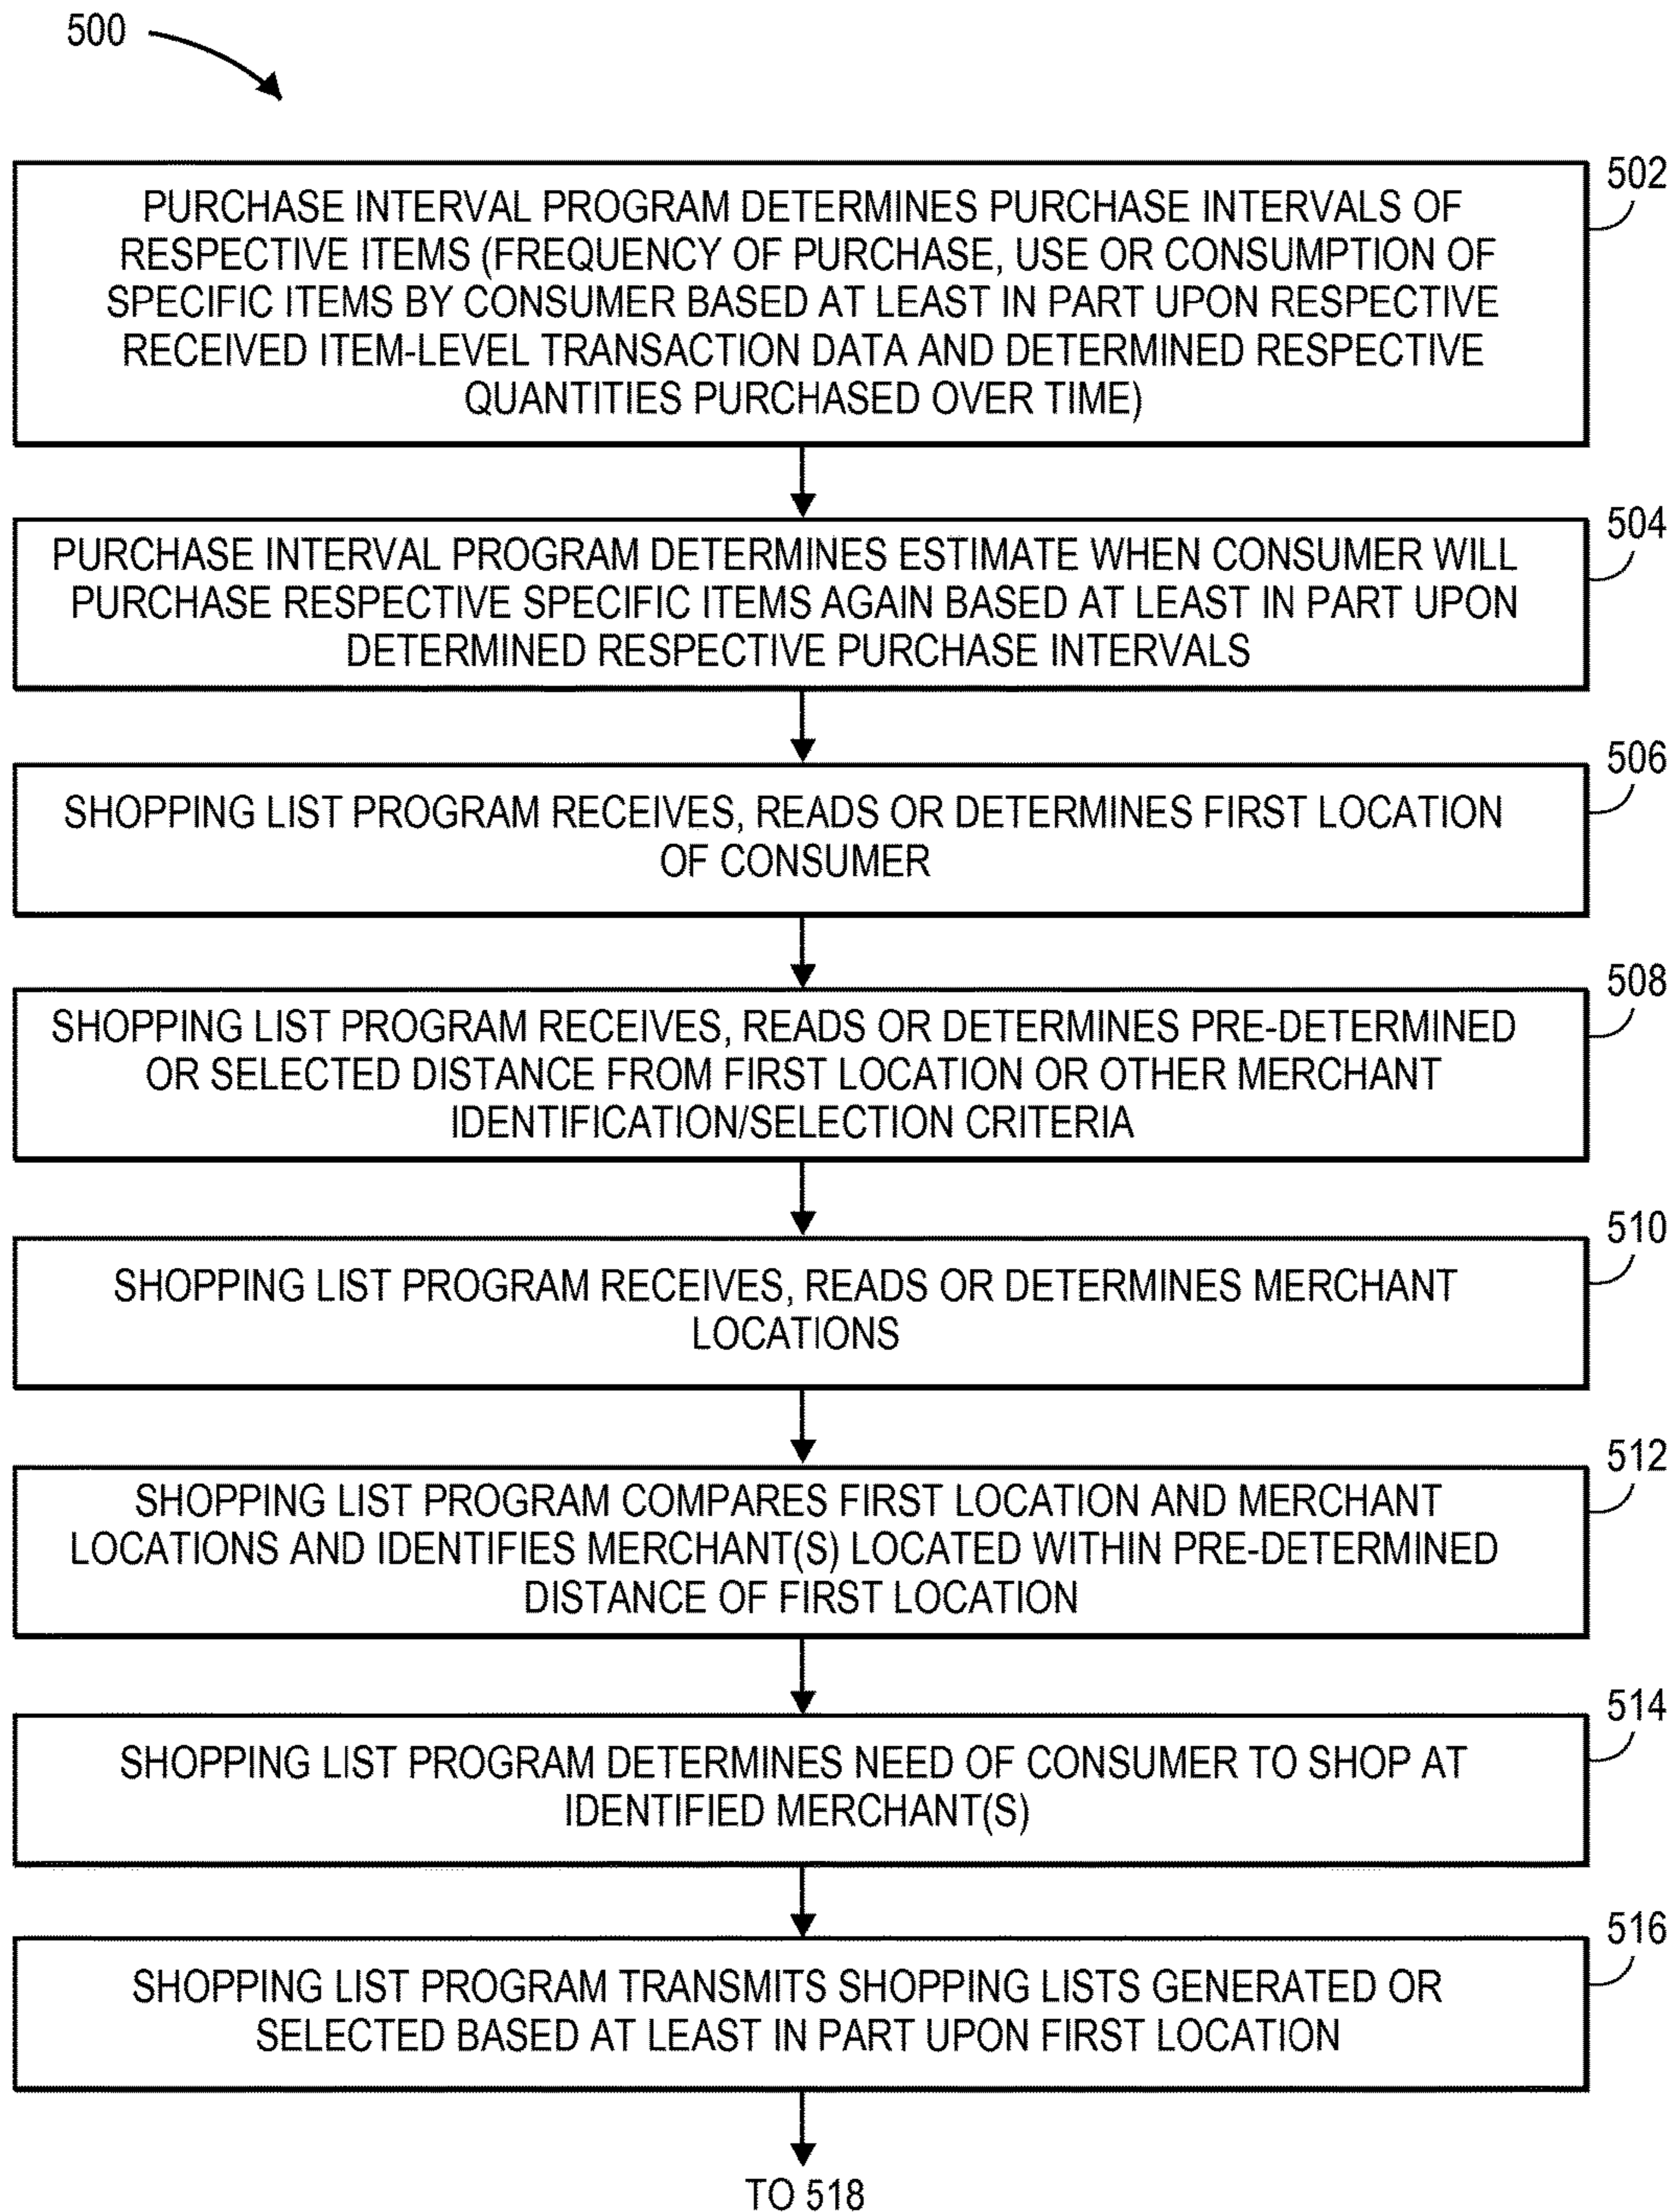 500
502
PURCHASE INTERVAL PROGRAM DETERMINES PURCHASE INTERVALS OF
RESPECTIVE ITEMS (FREQUENCY OF PURCHASE, USE OR CONSUMPTION OF
SPECIFIC ITEMS BY CONSUMER BASED AT LEAST IN PART UPON RESPECTIVE
RECEIVED ITEM-LEVEL TRANSACTION DATA AND DETERMINED RESPECTIVE
QUANTITIES PURCHASED OVER TIME)
504
PURCHASE INTERVAL PROGRAM DETERMINES ESTIMATE WHEN CONSUMER WILL
PURCHASE RESPECTIVE SPECIFIC ITEMS AGAIN BASED AT LEAST IN PART UPON
DETERMINED RESPECTIVE PURCHASE INTERVALS
506
SHOPPING LIST PROGRAM RECEIVES, READS OR DETERMINES FIRST LOCATION
OF CONSUMER
508
SHOPPING LIST PROGRAM RECEIVES, READS OR DETERMINES PRE-DETERMINED
OR SELECTED DISTANCE FROM FIRST LOCATION OR OTHER MERCHANT
IDENTIFICATION/SELECTION CRITERIA
510
SHOPPING LIST PROGRAM RECEIVES, READS OR DETERMINES MERCHANT
LOCATIONS
512
SHOPPING LIST PROGRAM COMPARES FIRST LOCATION AND MERCHANT
LOCATIONS AND IDENTIFIES MERCHANT(S) LOCATED WITHIN PRE-DETERMINED
DISTANCE OF FIRST LOCATION
514
SHOPPING LIST PROGRAM DETERMINES NEED OF CONSUMER TO SHOP AT
IDENTIFIED MERCHANT(S)
516
SHOPPING LIST PROGRAM TRANSMITS SHOPPING LISTS GENERATED OR
SELECTED BASED AT LEAST IN PART UPON FIRST LOCATION
TO 518